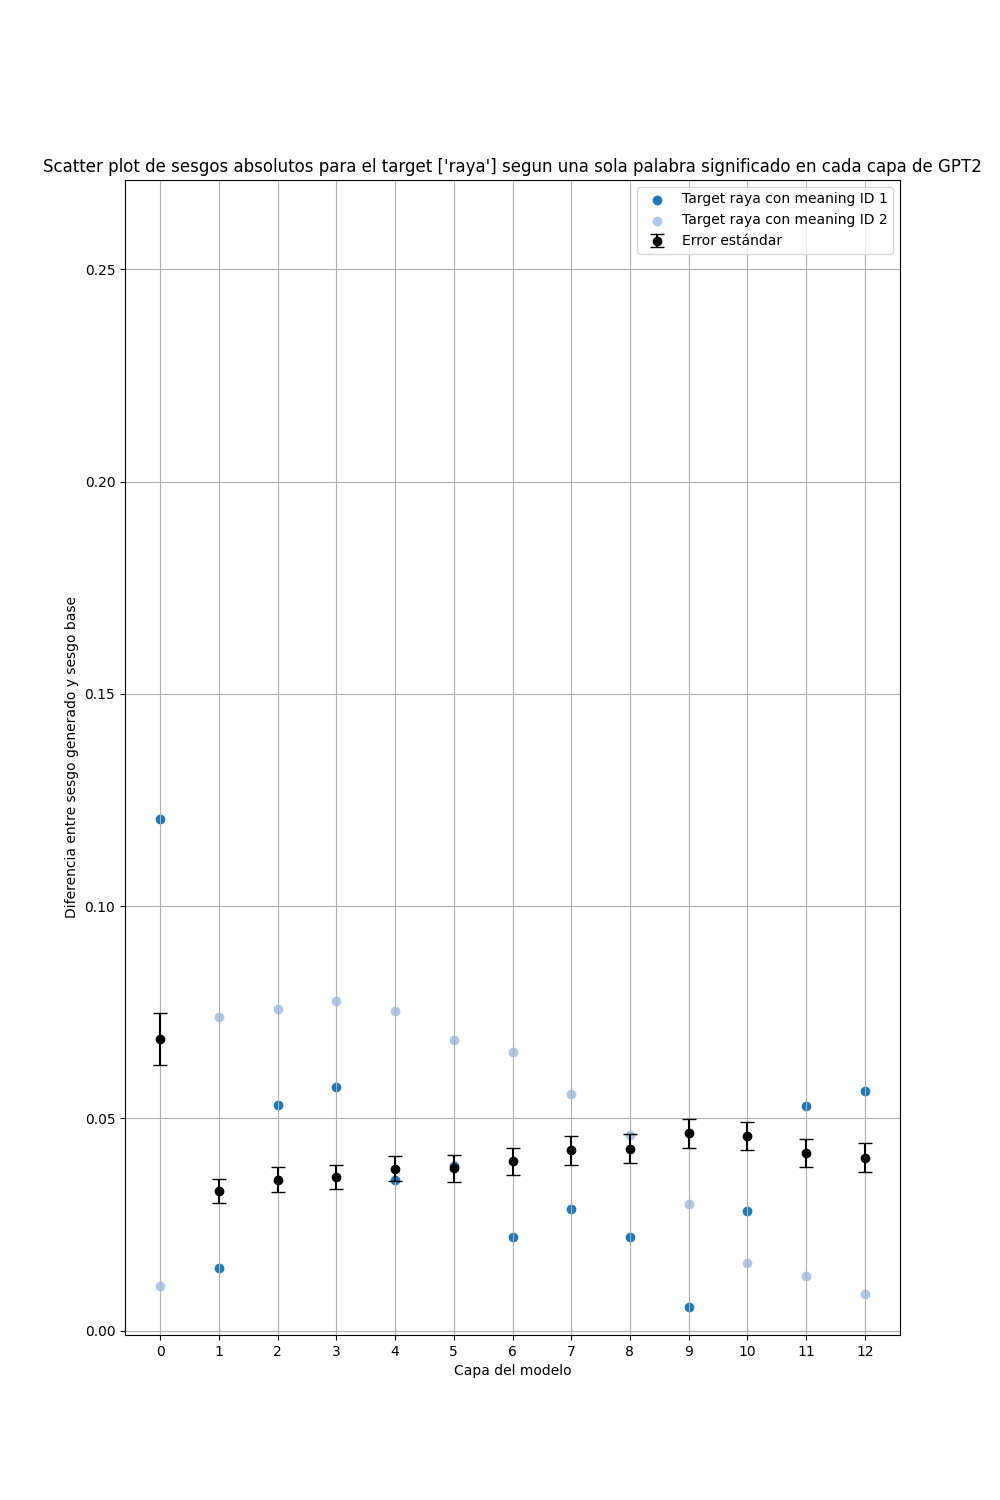 Scatter plot de sesgos absolutos para el target ['raya'] segun una sola palabra significado en cada capa de GPT2
Target raya con meaning ID 1
Target raya con meaning ID 2
Error estándar
Diferencia entre sesgo generado y sesgo base
0.25
0.20
0.15
0.10
0.05
0.00
0 1 2 3 4 5 6 7 8 9 10 11 12
Capa del modelo